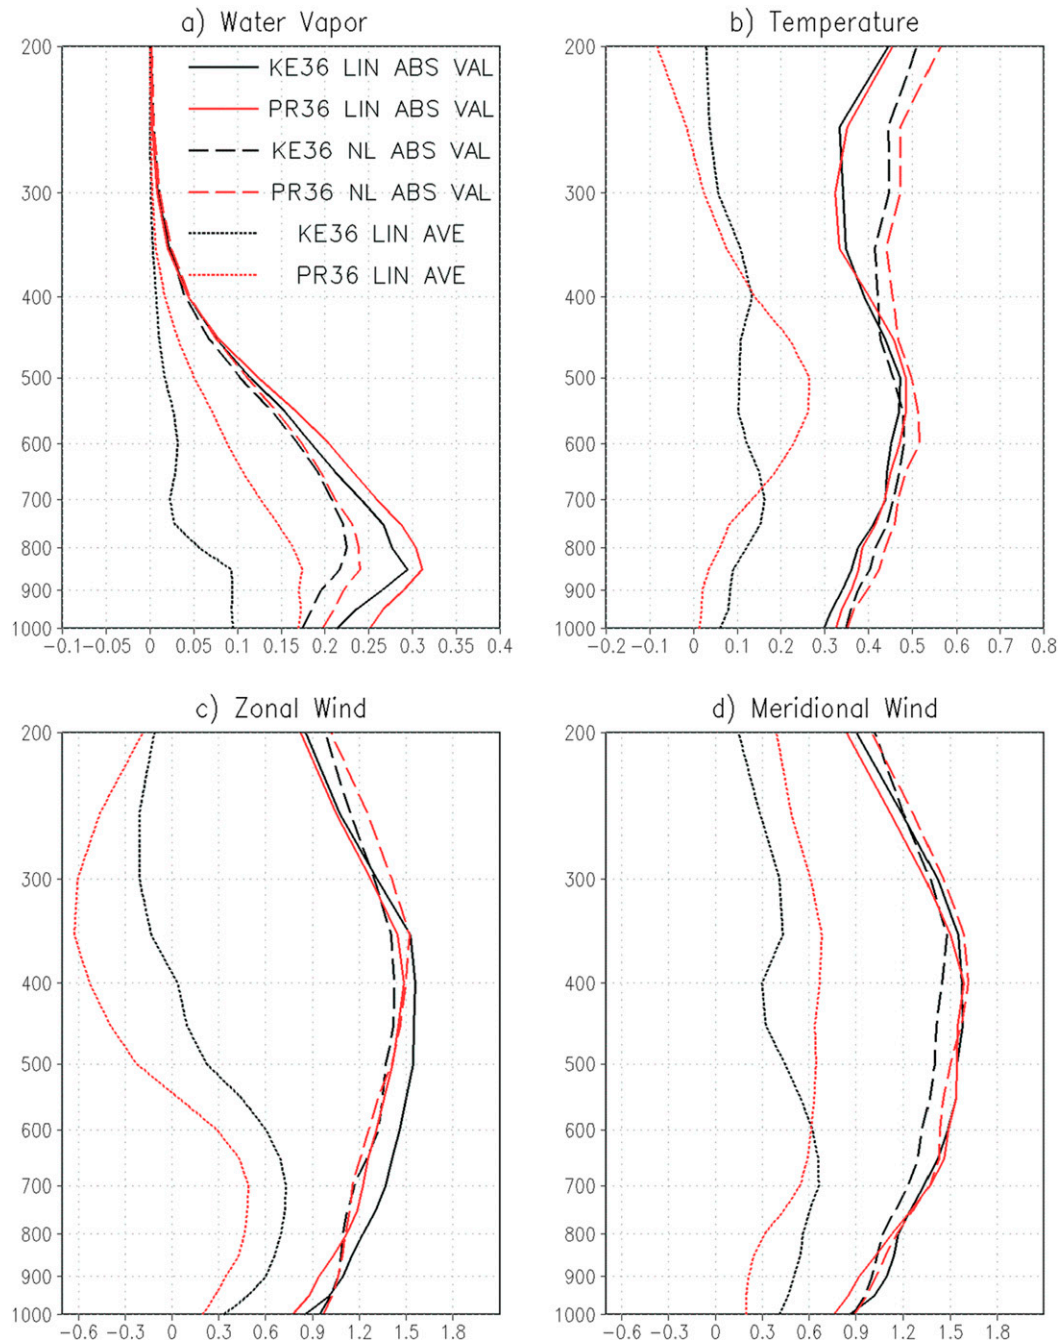 a) Water Vapor
200
300
400
500
600
700
800
900
1000
-0.1 -0.05 0 0.05 0.1 0.15 0.2 0.25 0.3 0.35 0.4
KE36 LIN ABS VAL
PR36 LIN ABS VAL
KE36 NL ABS VAL
PR36 NL ABS VAL
KE36 LIN AVE
PR36 LIN AVE
b) Temperature
200
300
400
500
600
700
800
900
1000
-0.2 -0.1 0 0.1 0.2 0.3 0.4 0.5 0.6 0.7 0.8
c) Zonal Wind
200
300
400
500
600
700
800
900
1000
-0.6 -0.3 0 0.3 0.6 0.9 1.2 1.5 1.8
d) Meridional Wind
200
300
400
500
600
700
800
900
1000
-0.6 -0.3 0 0.3 0.6 0.9 1.2 1.5 1.8